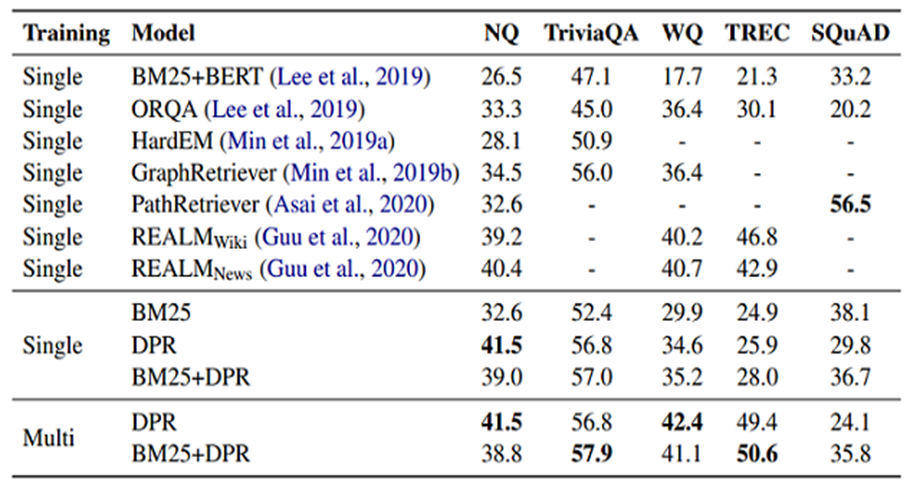 Training Model NQ TriviaQA WQ TREC SQuAD
Single BM25+BERT (Lee et al., 2019) 26.5 47.1 17.7 21.3 33.2
Single ORQA (Lee et al., 2019) 33.3 45.0 36.4 30.1 20.2
Single HardEM (Min et al., 2019a) 28.1 50.9 - - -
Single GraphRetriever (Min et al., 2019b) 34.5 56.0 36.4 - -
Single PathRetriever (Asai et al., 2020) 32.6 - - - 56.5
Single REALMWiki (Guu et al., 2020) 39.2 - 40.2 46.8 -
Single REALMNews (Guu et al., 2020) 40.4 - 40.7 42.9 -
BM25 32.6 52.4 29.9 24.9 38.1
Single DPR 41.5 56.8 34.6 25.9 29.8
BM25+DPR 39.0 57.0 35.2 28.0 36.7
Multi DPR 41.5 56.8 42.4 49.4 24.1
BM25+DPR 38.8 57.9 41.1 50.6 35.8